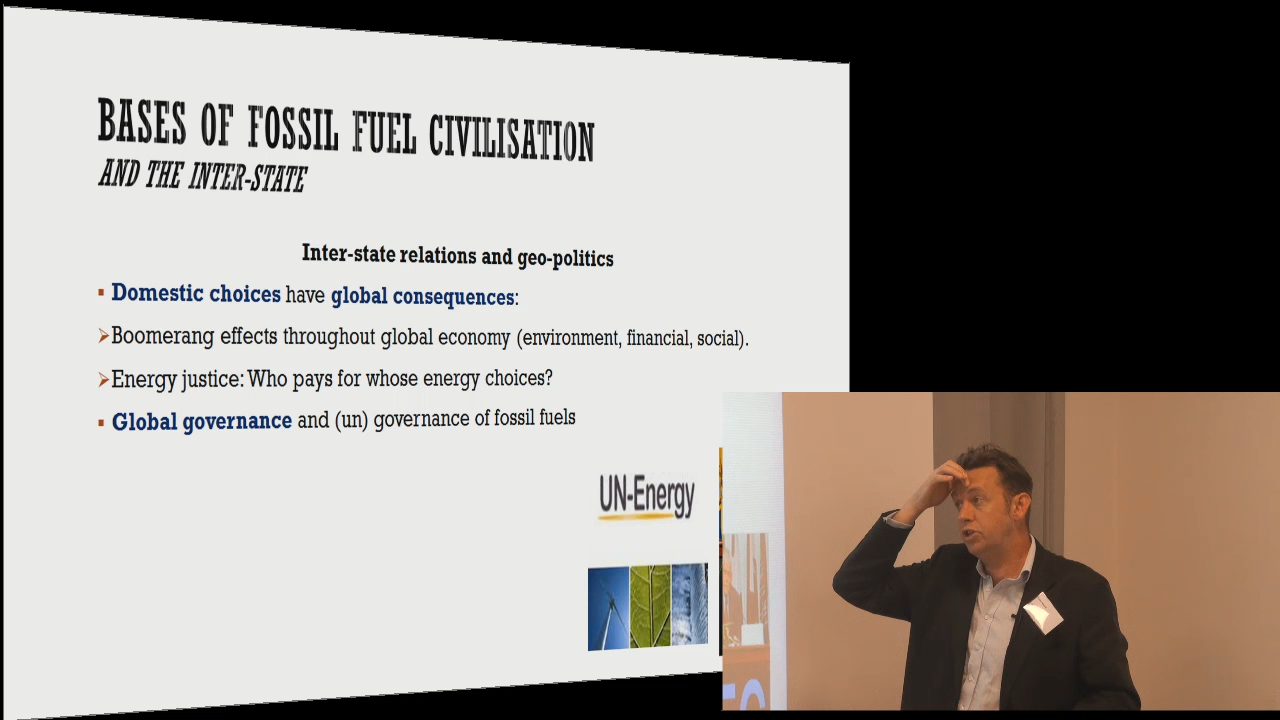 BASES OF FOSSIL FUEL CIVILISATION
AND THE INTER-STATE
Inter-state relations and geo-politics
▪ Domestic choices have global consequences:
➢Boomerang effects throughout global economy (environment, financial, social).
➢Energy justice: Who pays for whose energy choices?
▪ Global governance and (un) governance of fossil fuels
UN-Energy